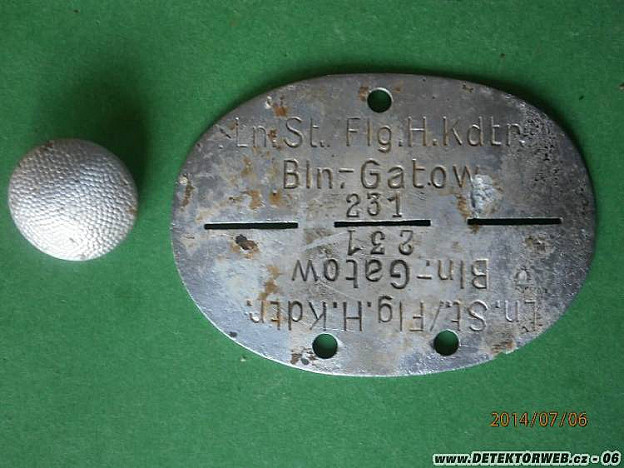 Ln.St. Flg.H.Kdtr.
Bln.-Gatow
231
231
Bln.-Gatow
Ln.St./Flg.H.Kdtr.
2014/07/06
www.DETEKTORWEB.cz - 06